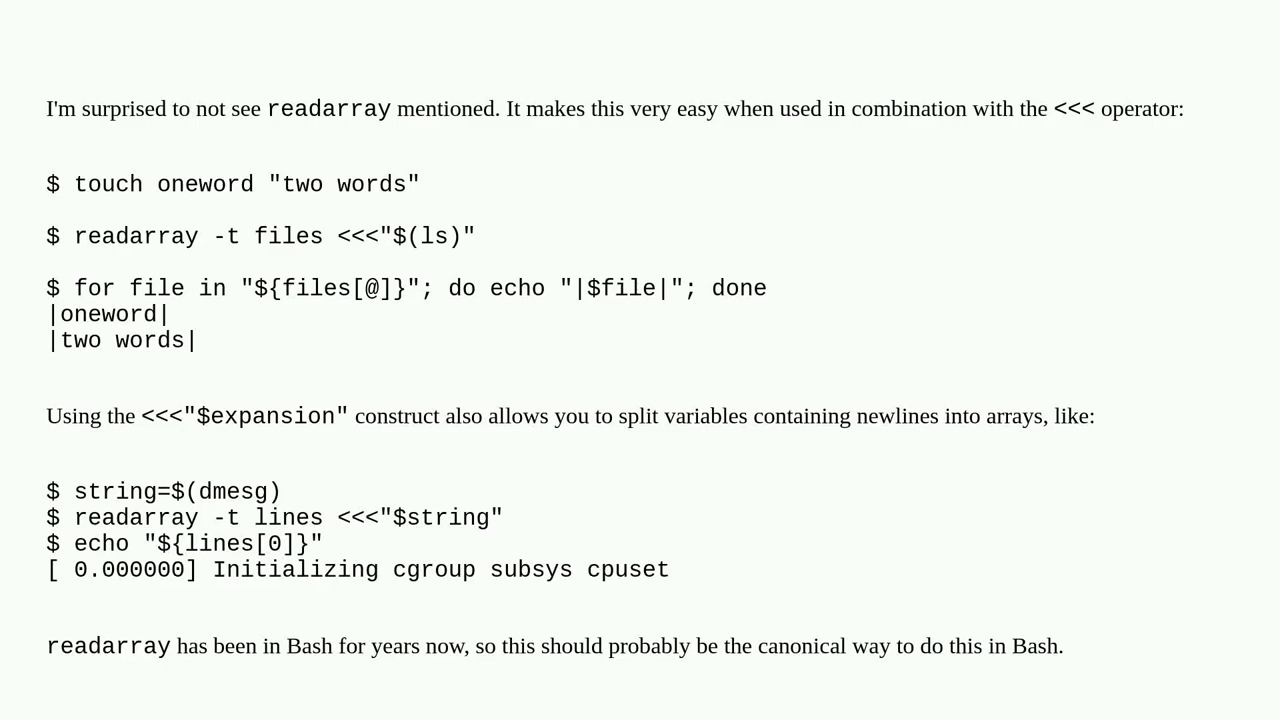 I'm surprised to not see readarray mentioned. It makes this very easy when used in combination with the <<< operator:
$ touch oneword "two words"
$ readarray -t files <<<"$(ls)"
$ for file in "${files[@]}"; do echo "|$file|"; done
|oneword|
|two words|
Using the <<<"$expansion" construct also allows you to split variables containing newlines into arrays, like:
$ string=$(dmesg)
$ readarray -t lines <<<"$string"
$ echo "${lines[0]}"
[ 0.000000] Initializing cgroup subsys cpuset
readarray has been in Bash for years now, so this should probably be the canonical way to do this in Bash.